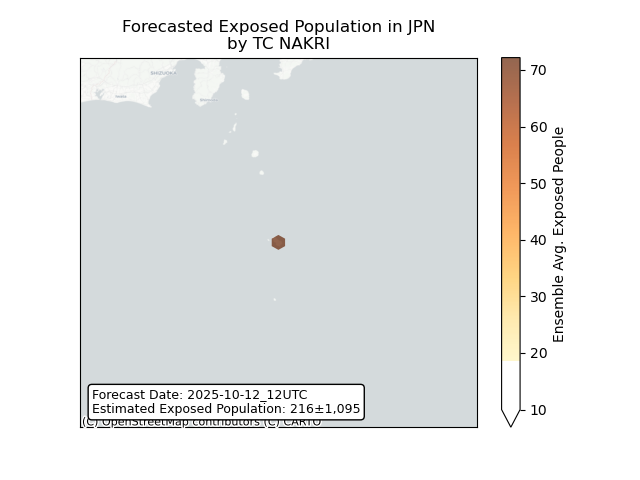 Forecasted Exposed Population in JPN
by TC NAKRI
SHIZUOKA
70
60
50
40
30
20
10
Ensemble Avg. Exposed People
Forecast Date: 2025-10-12_12UTC
Estimated Exposed Population: 216±1,095
(C) OpenStreetMap contributors (C) CARTO